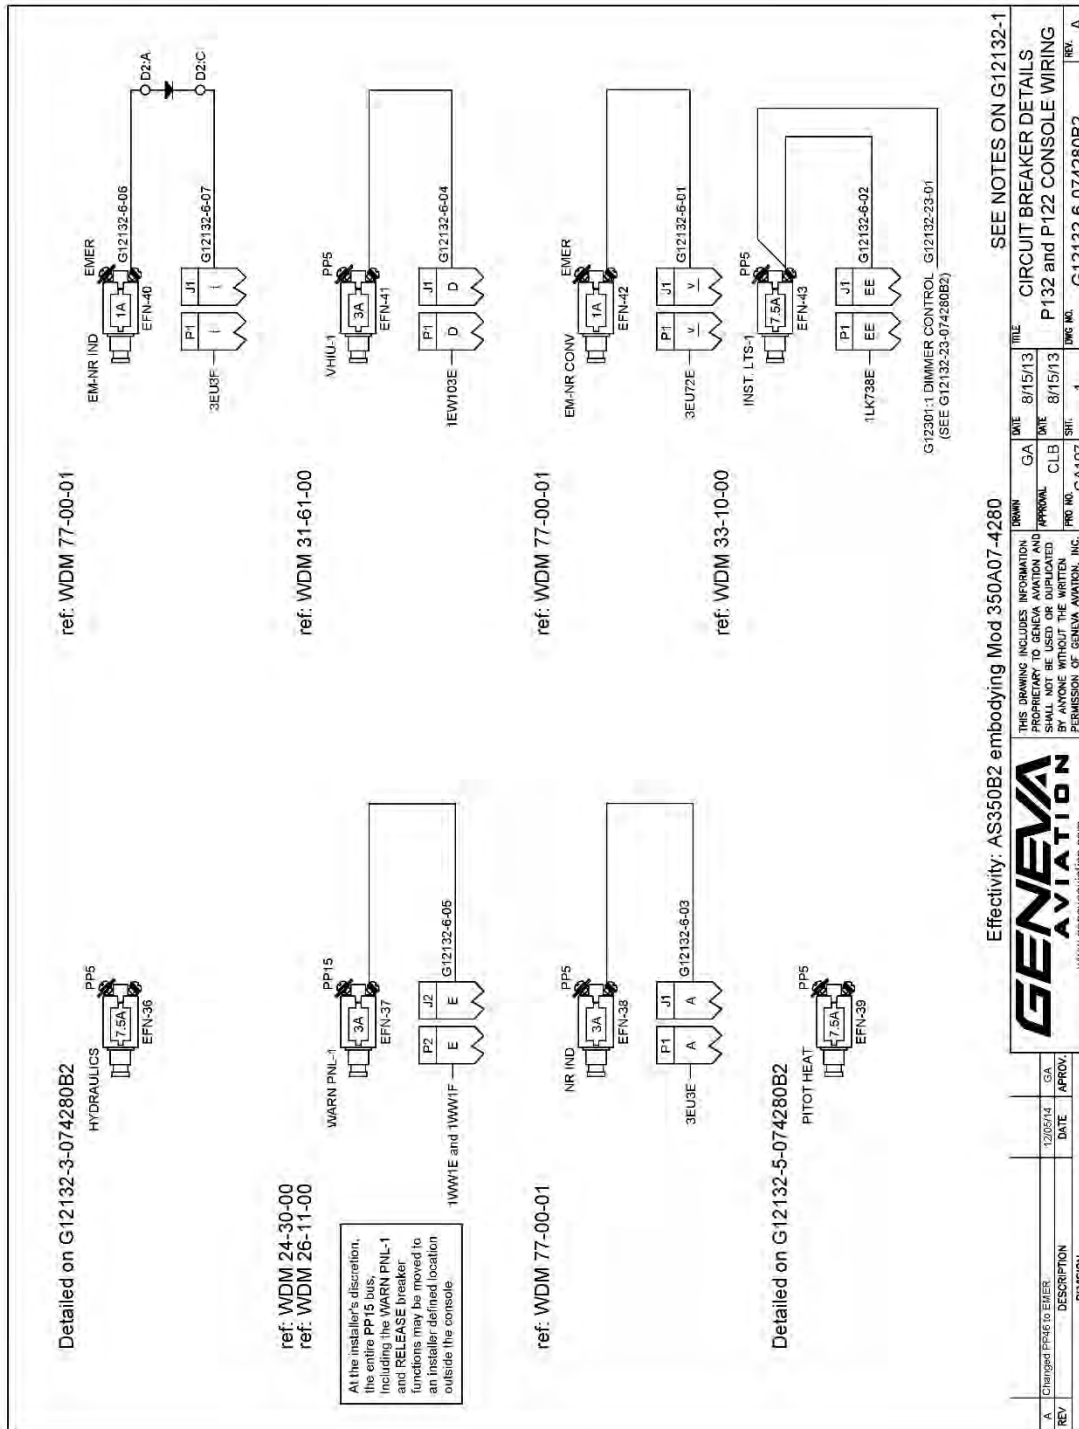 Detailed on G12132-3-074280B2
HYDRAULICS
PP5
7.5A
EFN-36
ref: WDM 24-30-00
ref: WDM 26-11-00
At the installer's discretion,
the entire PP15 bus,
including the WARN PNL-1
and RELEASE breaker
functions may be moved to
an installer defined location
outside the console.
WARN PNL-1
PP15
3A
EFN-37
P2
J2
E
E
1WW1E and 1WW1F
G12132-6-05
ref: WDM 77-00-01
NR IND
PP5
3A
EFN-38
P1
J1
A
A
3EU3E
G12132-6-03
Detailed on G12132-5-074280B2
PITOT HEAT
PP5
7.5A
EFN-39
ref: WDM 77-00-01
EM-NR IND
EMER
1A
EFN-40
G12132-6-06
D2:A
D2:C
P1
J1
G12132-6-07
ref: WDM 31-61-00
VHIU-1
PP5
3A
EFN-41
P1
J1
D
D
1EW103E
G12132-6-04
ref: WDM 77-00-01
EM-NR CONV
EMER
1A
EFN-42
P1
J1
v
v
3EU72E
G12132-6-01
ref: WDM 33-10-00
INST. LTS-1
PP5
7.5A
EFN-43
P1
J1
EE
EE
1LK738E
G12132-6-02
G12301:1 DIMMER CONTROL G12132-23-01
(SEE G12132-23-074280B2)
Effectivity: AS350B2 embodying Mod 350A07-4280
SEE NOTES ON G12132-1
A
Changed PP46 to EMER.
12/05/14
GA
REV
DESCRIPTION
DATE
APROV.
GENEVA
AVIATION
THIS DRAWING INCLUDES INFORMATION
PROPRIETARY TO GENEVA AVIATION AND
SHALL NOT BE USED OR DUPLICATED
BY ANYONE WITHOUT THE WRITTEN
PERMISSION OF GENEVA AVIATION, INC.
DRAWN
GA
DATE
8/15/13
APPROVAL
CLB
DATE
8/15/13
PRO NO.
SHT.
TITLE
CIRCUIT BREAKER DETAILS
P132 and P122 CONSOLE WIRING
DWG NO.
G12132-6-074280B2
REV.
A